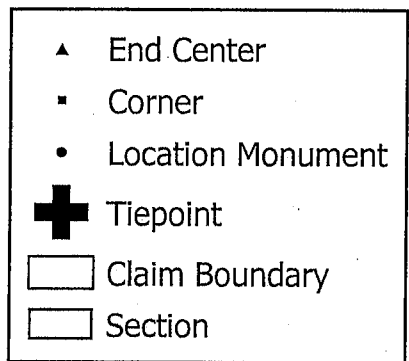 End Center
Corner
Location Monument
Tiepoint
Claim Boundary
Section